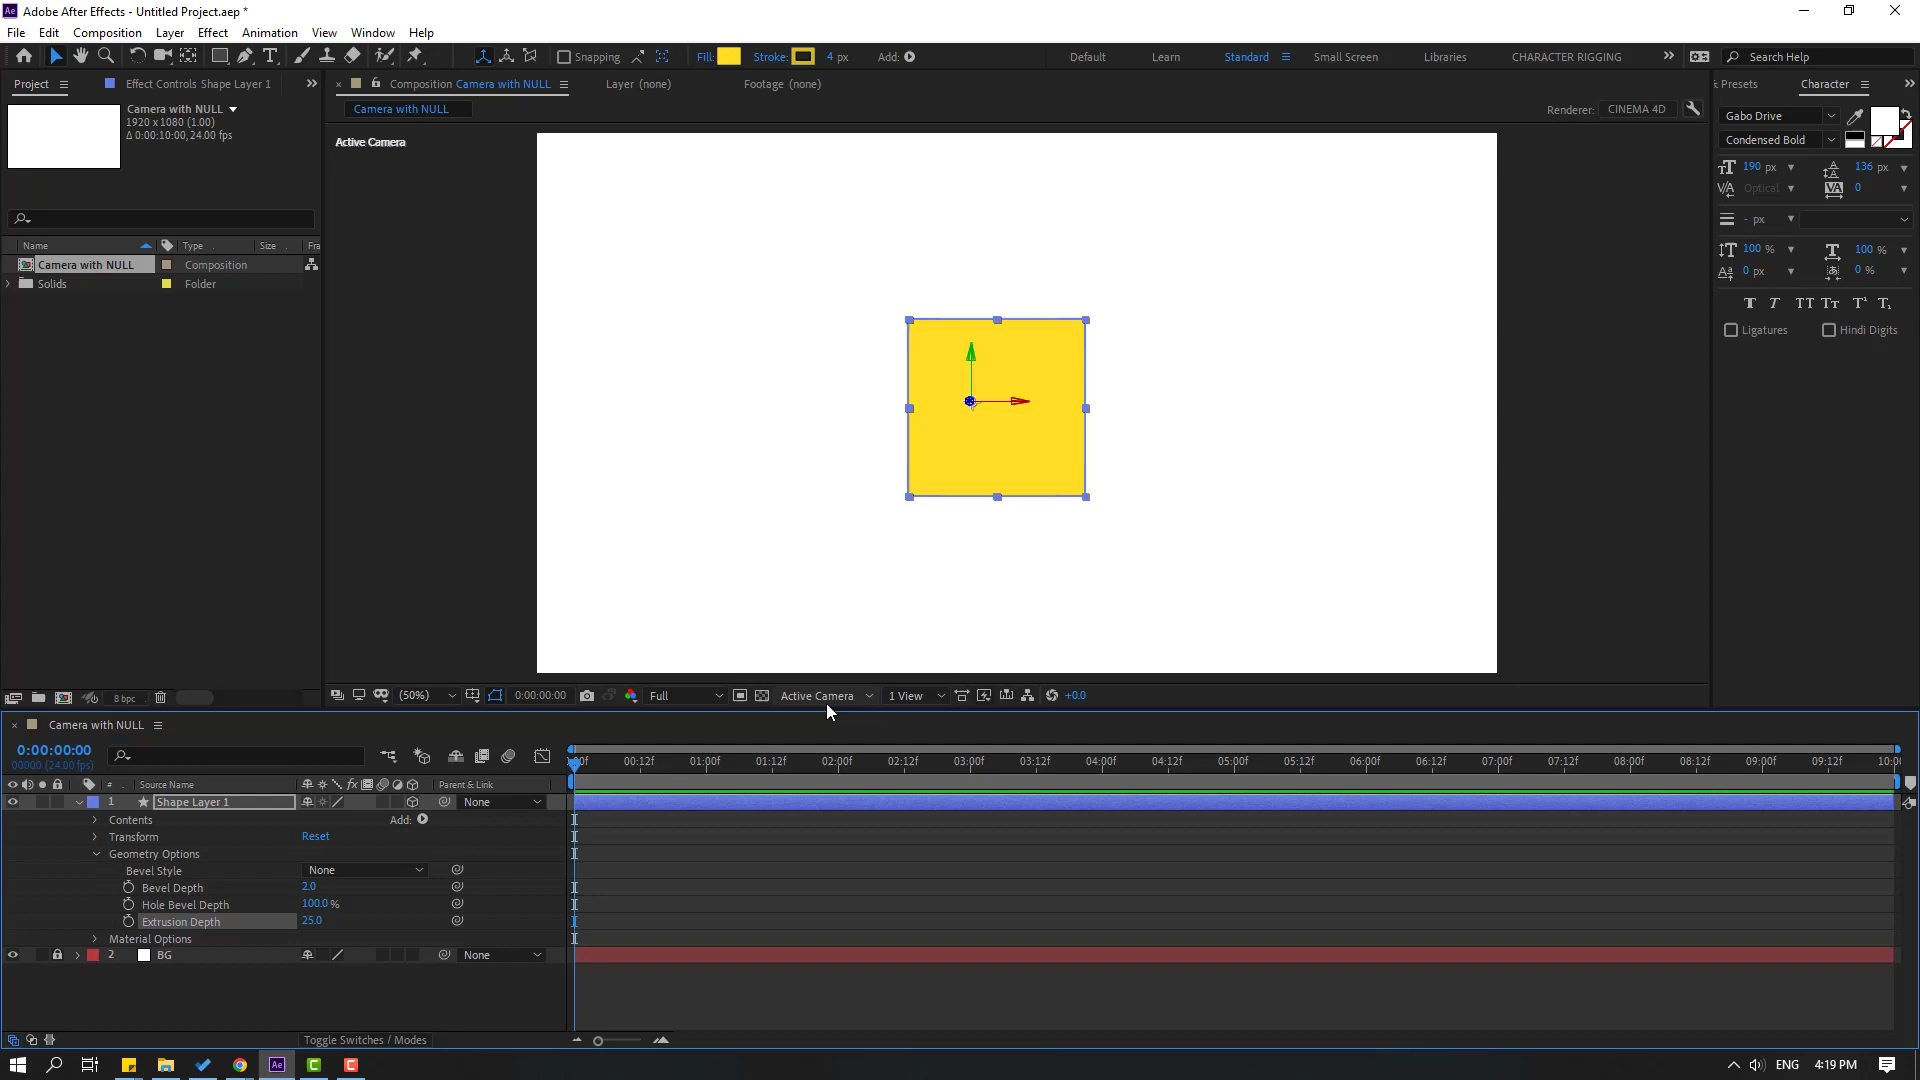 Adobe After Effects - Untitled Project.aep *
File Edit Composition Layer Effect Animation View Window Help
Snapping Fill: Stroke: 4 px Add: Default Learn Standard Small Screen Libraries CHARACTER RIGGING Search Help
Project Effect Controls Shape Layer 1 Composition Camera with NULL Layer (none) Footage (none) Presets Character
Camera with NULL
1920 x 1080 (1.00)
Δ 0:00:10:00, 24.00 fps
Camera with NULL Renderer: CINEMA 4D
Active Camera
Gabo Drive
Condensed Bold
190 px 136 px
Optical 0
- px
100 % 100 %
0 px 0 %
Ligatures Hindi Digits
Name Type Size Fra
Camera with NULL Composition
Solids Folder
8 bpc (50%) 0:00:00:00 Full Active Camera 1 View +0.0
Camera with NULL
0:00:00:00
00000 (24.00 fps)
00f 00:12f 01:00f 01:12f 02:00f 02:12f 03:00f 03:12f 04:00f 04:12f 05:00f 05:12f 06:00f 06:12f 07:00f 07:12f 08:00f 08:12f 09:00f 09:12f 10:00
# Source Name fx Parent & Link
1 Shape Layer 1 None
Contents Add:
Transform Reset
Geometry Options
Bevel Style None
Bevel Depth 2.0
Hole Bevel Depth 100.0 %
Extrusion Depth 25.0
Material Options
2 BG None
Toggle Switches / Modes
Ae ENG 4:19 PM